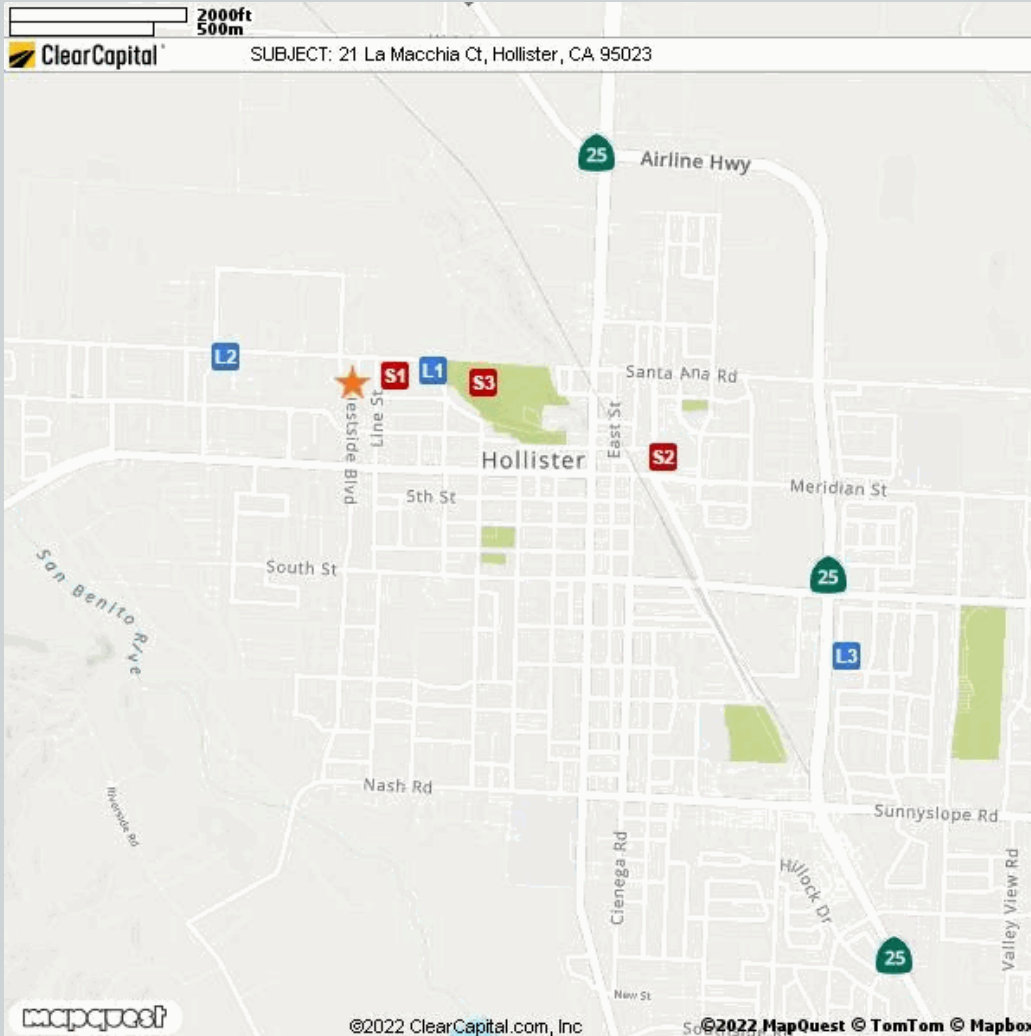 2000ft
500m
ClearCapital
SUBJECT: 21 La Macchia Ct, Hollister, CA 95023
25
Airline Hwy
L2
S1
L1
S3
Santa Ana Rd
estside Blvd
Line St
East St
Hollister
S2
5th St
Meridian St
South St
25
San Benito Rive
L3
Nash Rd
Riverside Rd
Sunnyslope Rd
Cienega Rd
Hillock Dr
Valley View Rd
25
New St
mapquest
©2022 ClearCapital.com, Inc
©2022 MapQuest © TomTom © Mapbox